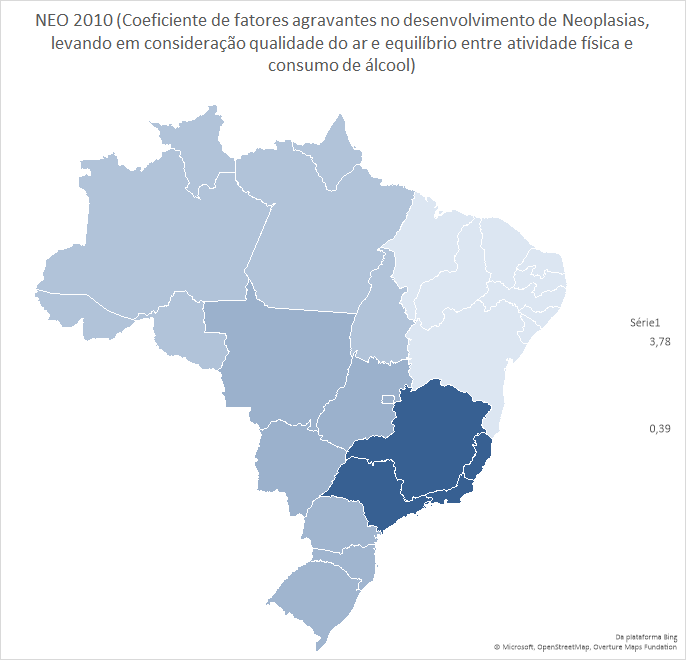 NEO 2010 (Coeficiente de fatores agravantes no desenvolvimento de Neoplasias,
levando em consideração qualidade do ar e equilíbrio entre atividade física e
consumo de álcool)
Série1
3,78
0,39
Da plataforma Bing
© Microsoft, OpenStreetMap, Overture Maps Fundation